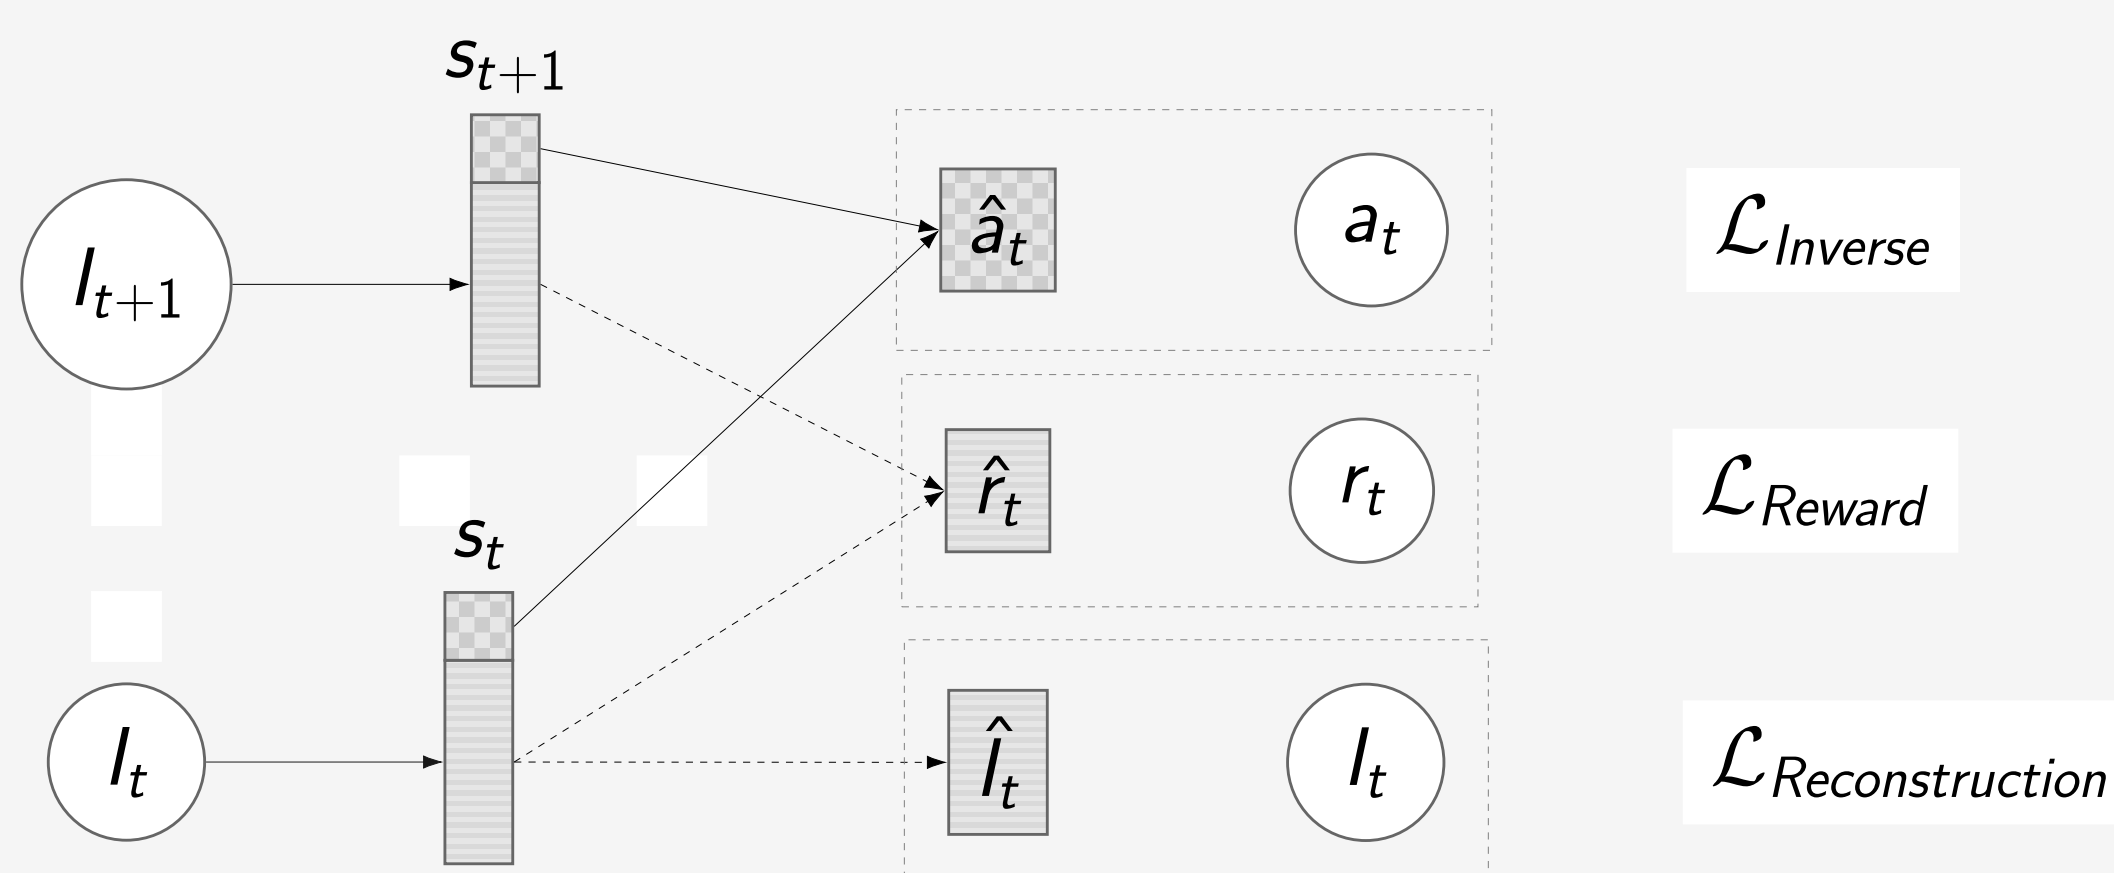 s_{t+1}
I_{t+1}
â_t
a_t
ℒ_{Inverse}
r̂_t
r_t
ℒ_{Reward}
s_t
I_t
Î_t
I_t
ℒ_{Reconstruction}